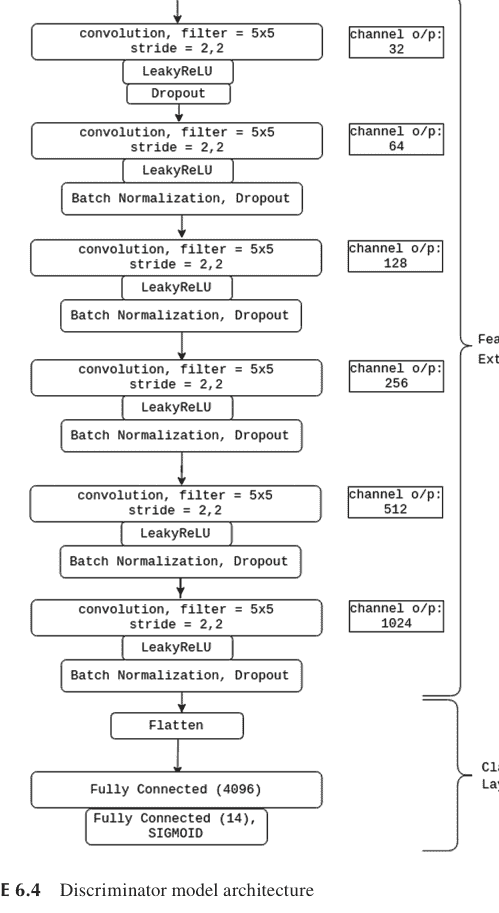 convolution, filter = 5x5
stride = 2,2
channel o/p:
32
LeakyReLU
Dropout
convolution, filter = 5x5
stride = 2,2
channel o/p:
64
LeakyReLU
Batch Normalization, Dropout
convolution, filter = 5x5
stride = 2,2
channel o/p:
128
LeakyReLU
Batch Normalization, Dropout
Fea
Ext
convolution, filter = 5x5
stride = 2,2
channel o/p:
256
LeakyReLU
Batch Normalization, Dropout
convolution, filter = 5x5
stride = 2,2
channel o/p:
512
LeakyReLU
Batch Normalization, Dropout
convolution, filter = 5x5
stride = 2,2
channel o/p:
1024
LeakyReLU
Batch Normalization, Dropout
Flatten
Cla
Lay
Fully Connected (4096)
Fully Connected (14),
SIGMOID
E 6.4 Discriminator model architecture